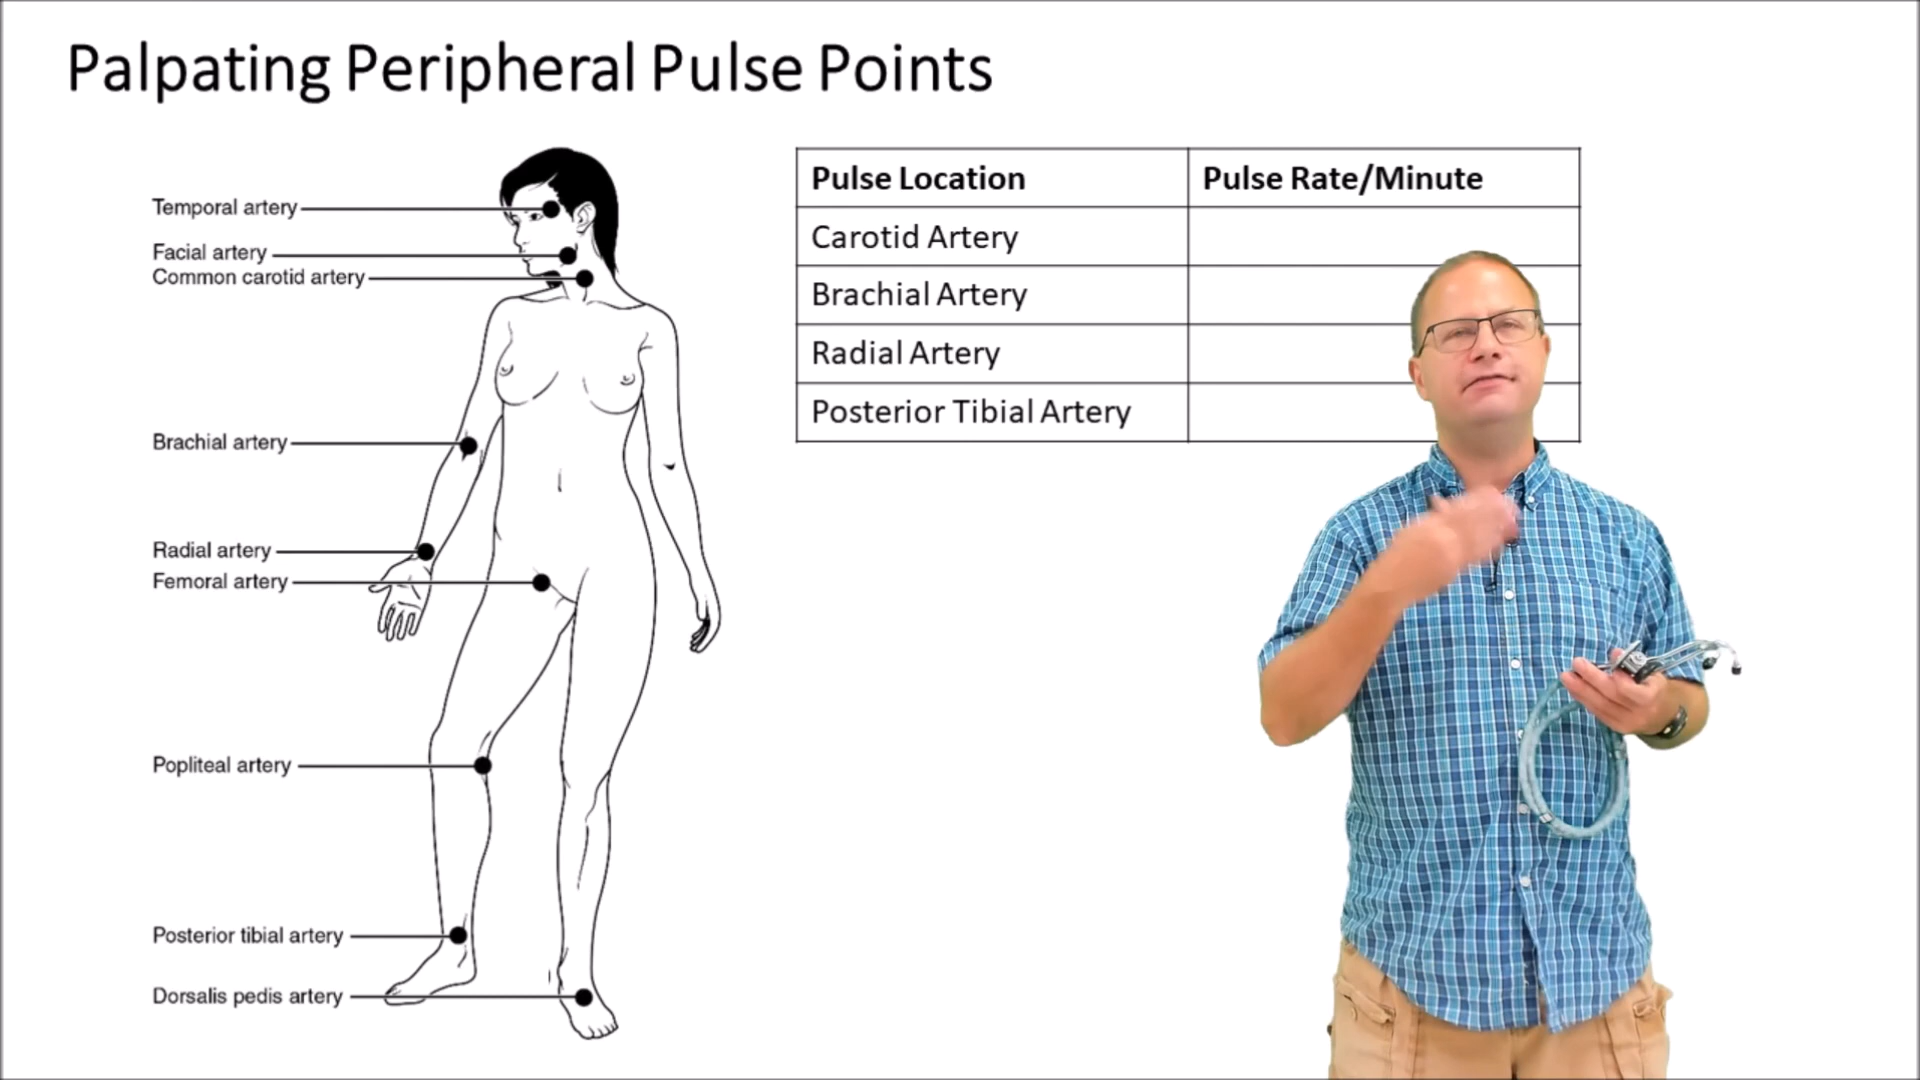 Palpating Peripheral Pulse Points
Temporal artery
Facial artery
Common carotid artery
Brachial artery
Radial artery
Femoral artery
Popliteal artery
Posterior tibial artery
Dorsalis pedis artery
Pulse Location Pulse Rate/Minute
Carotid Artery
Brachial Artery
Radial Artery
Posterior Tibial Artery